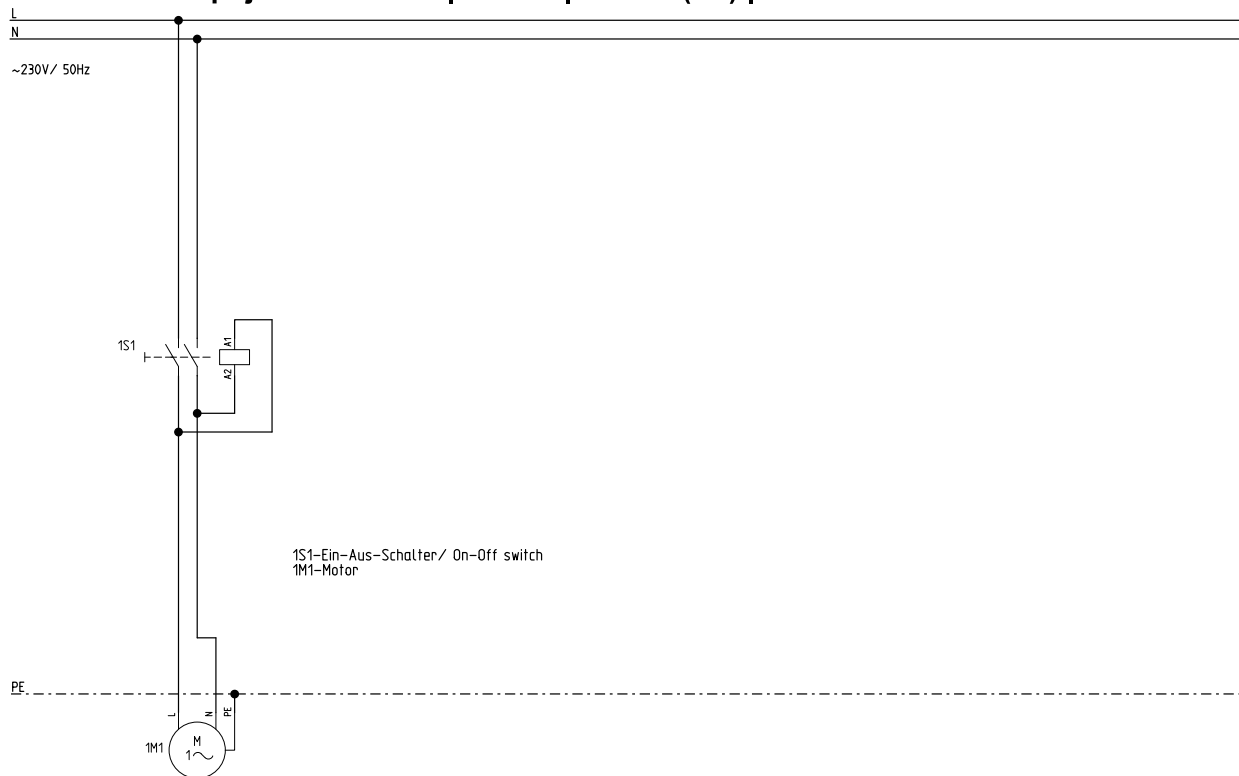 L
N
~230V/ 50Hz
1S1
A1
A2
1S1-Ein-Aus-Schalter/ On-Off switch
1M1-Motor
PE
L
N
PE
1M1
M
1~